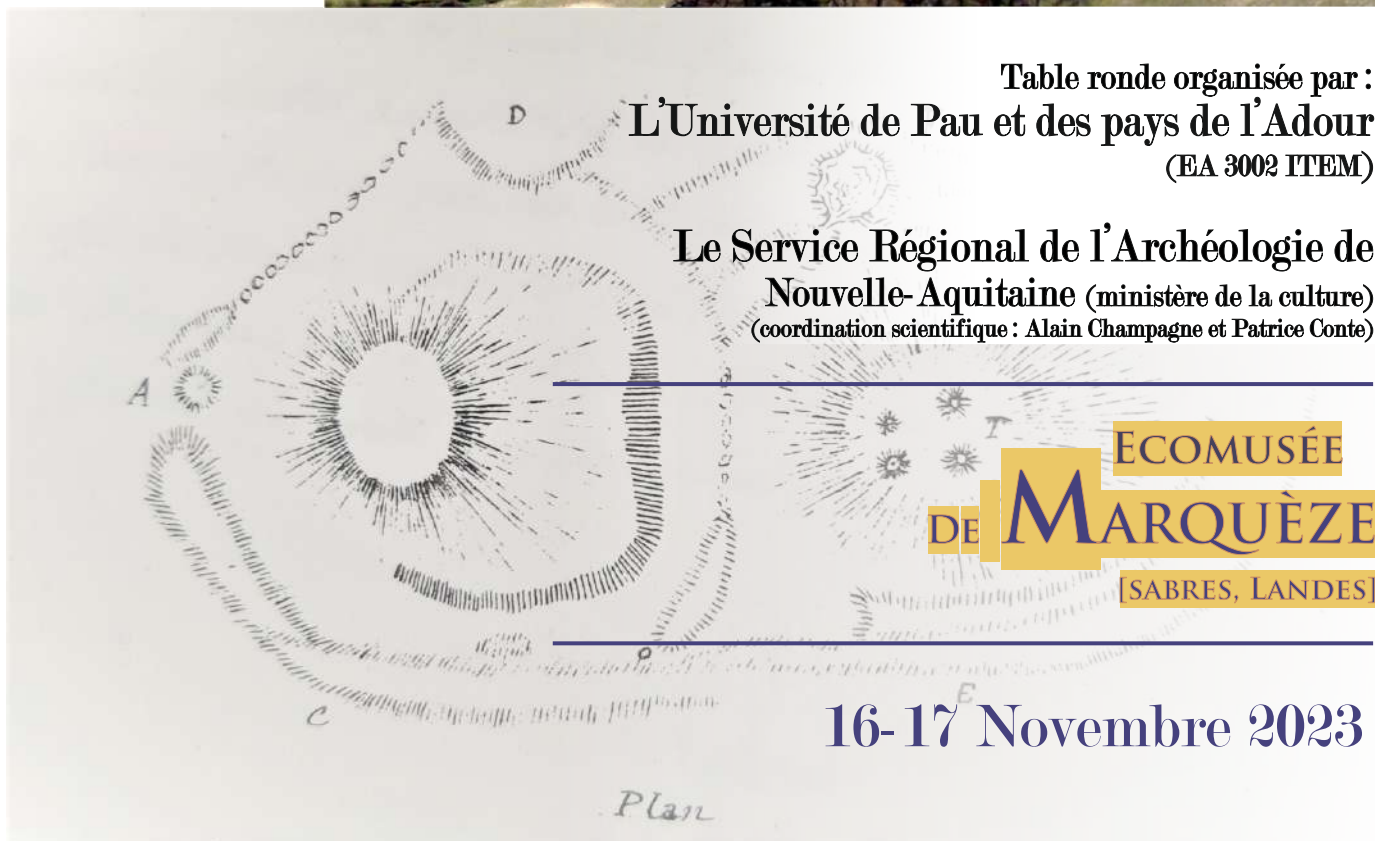 Table ronde organisée par :
L'Université de Pau et des pays de l'Adour
(EA 3002 ITEM)
Le Service Régional de l'Archéologie de
Nouvelle-Aquitaine (ministère de la culture)
(coordination scientifique : Alain Champagne et Patrice Conte)
D
A
T
ECOMUSÉE
DE MARQUÈZE
[SABRES, LANDES]
E
C
16-17 Novembre 2023
Plan